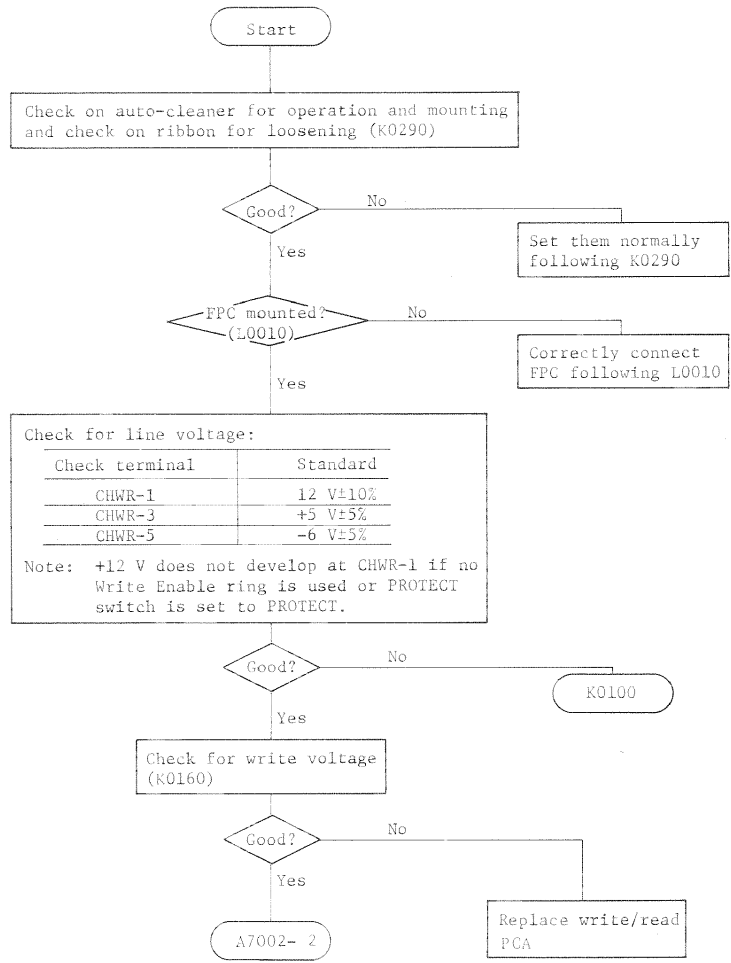 Start
Check on auto-cleaner for operation and mounting
and check on ribbon for loosening (K0290)
Good?
No
Set them normally
following K0290
Yes
FPC mounted?
(L0010)
No
Correctly connect
FPC following L0010
Yes
Check for line voltage:
Check terminal Standard
CHWR-1 12 V±10%
CHWR-3 +5 V±5%
CHWR-5 -6 V±5%
Note: +12 V does not develop at CHWR-1 if no
Write Enable ring is used or PROTECT
switch is set to PROTECT.
Good?
No
K0100
Yes
Check for write voltage
(K0160)
Good?
No
Replace write/read
PCA
Yes
A7002- 2